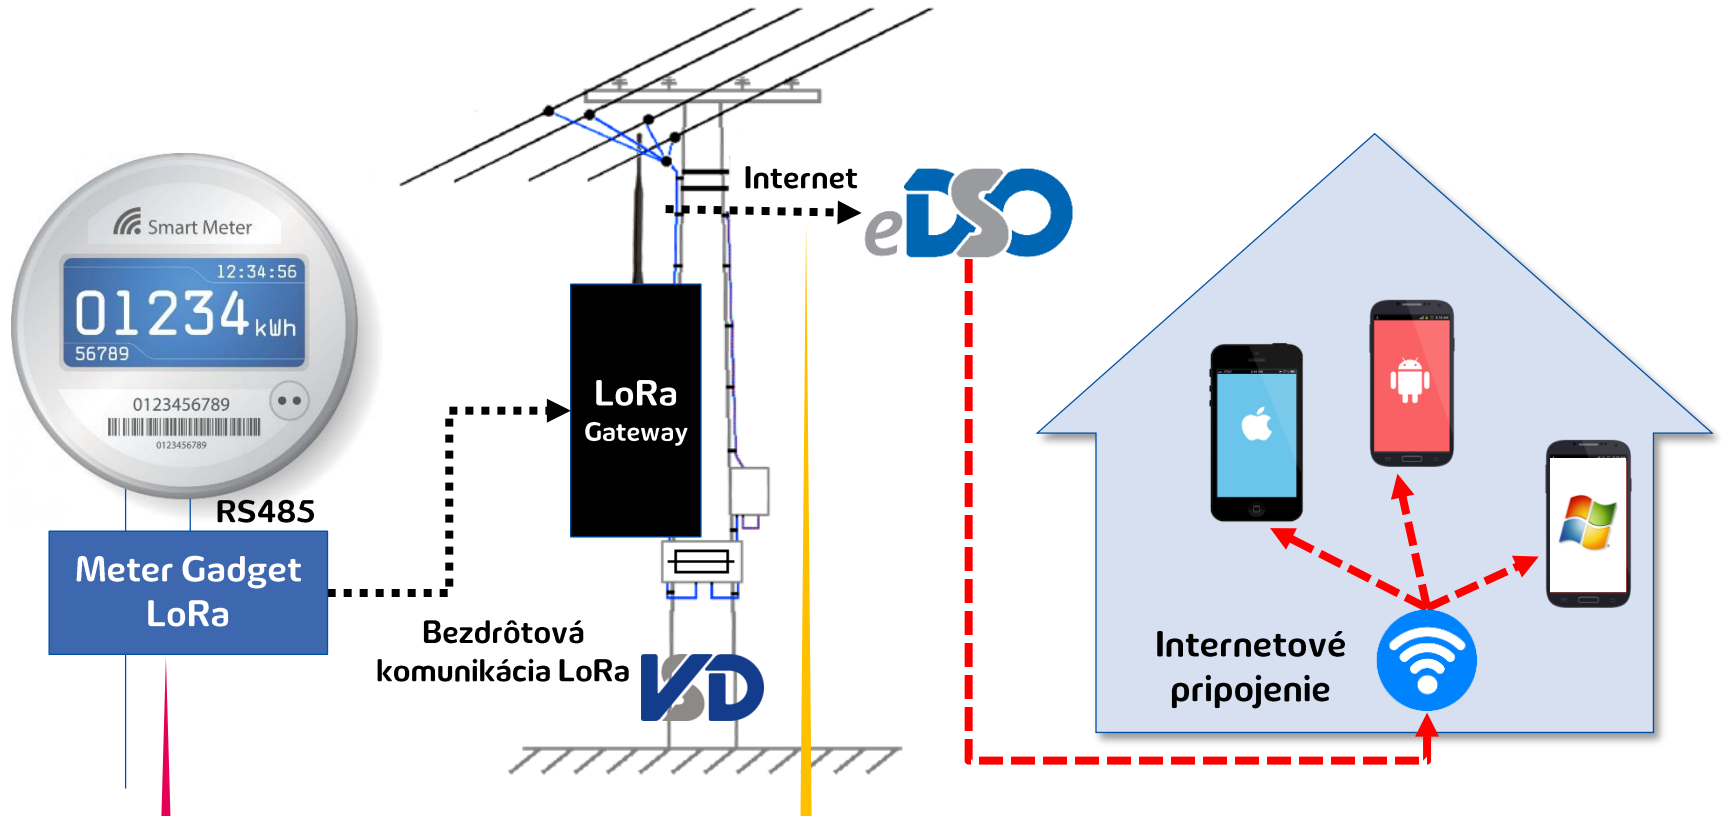 Smart Meter
12:34:56
01234 kWh
56789
0123456789
0123456789
RS485
Meter Gadget
LoRa
Bezdrôtová
komunikácia LoRa
VSD
LoRa
Gateway
Internet
eDSO
Internetové
pripojenie